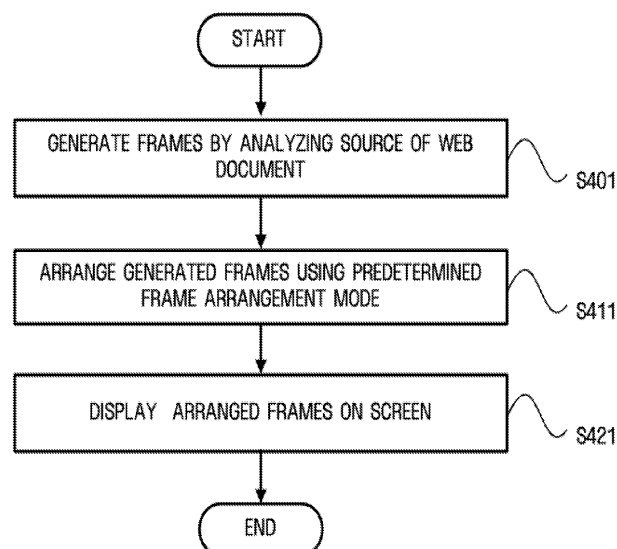 START
GENERATE FRAMES BY ANALYZING SOURCE OF WEB
DOCUMENT
S401
ARRANGE GENERATED FRAMES USING PREDETERMINED
FRAME ARRANGEMENT MODE
S411
DISPLAY ARRANGED FRAMES ON SCREEN
S421
END